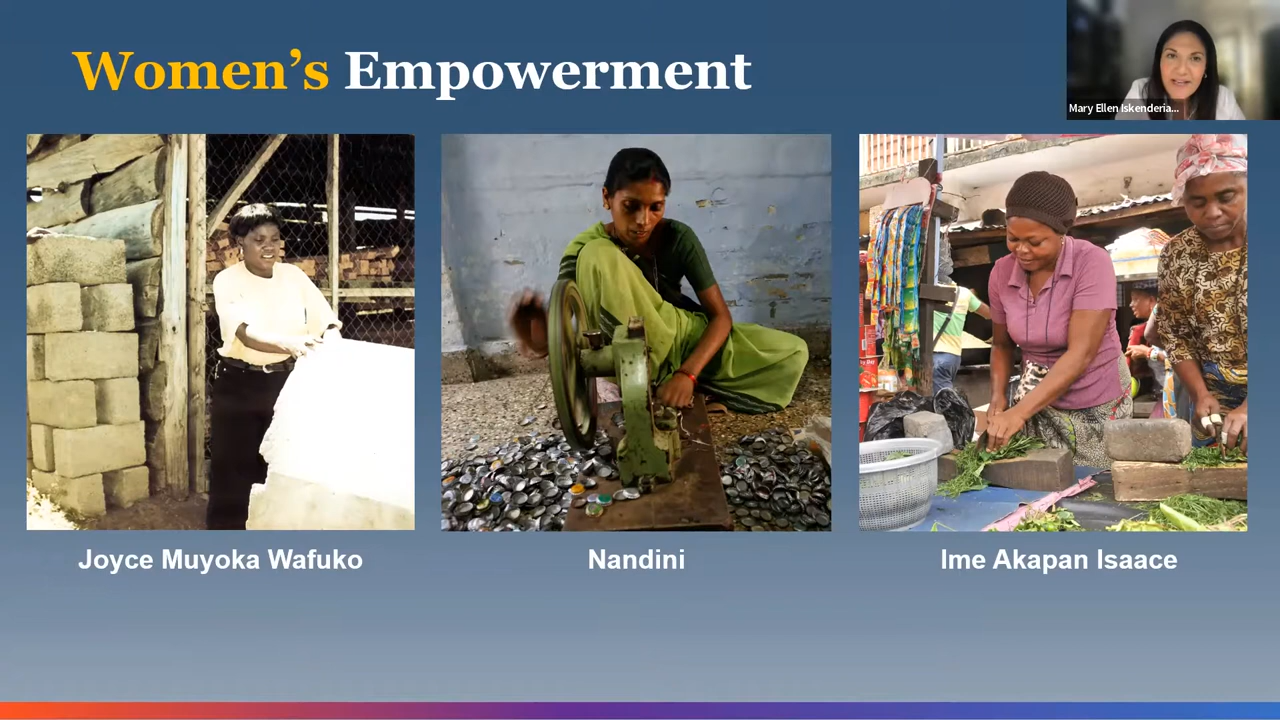 Women's Empowerment
Mary Ellen Iskenderia...
Joyce Muyoka Wafuko
Nandini
Ime Akapan Isaace